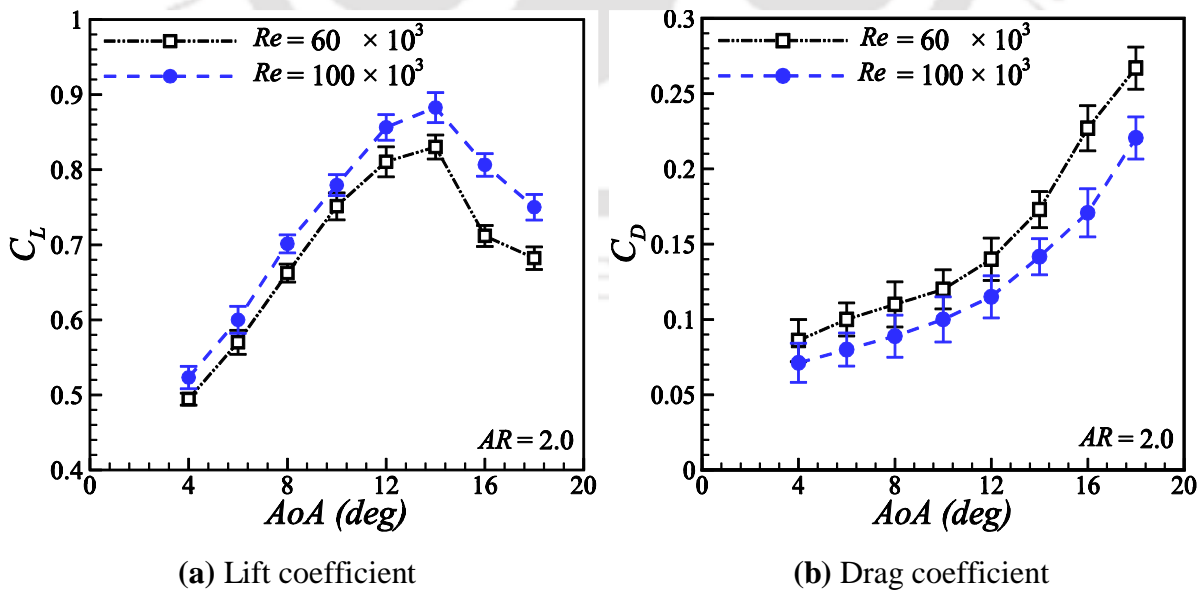 1
0.9
0.8
0.7
0.6
0.5
0.4
C_L
Re = 60 × 10³
Re = 100 × 10³
AR = 2.0
0 4 8 12 16 20
AoA (deg)
(a) Lift coefficient
0.3
0.25
0.2
0.15
0.1
0.05
0
C_D
Re = 60 × 10³
Re = 100 × 10³
AR = 2.0
0 4 8 12 16 20
AoA (deg)
(b) Drag coefficient